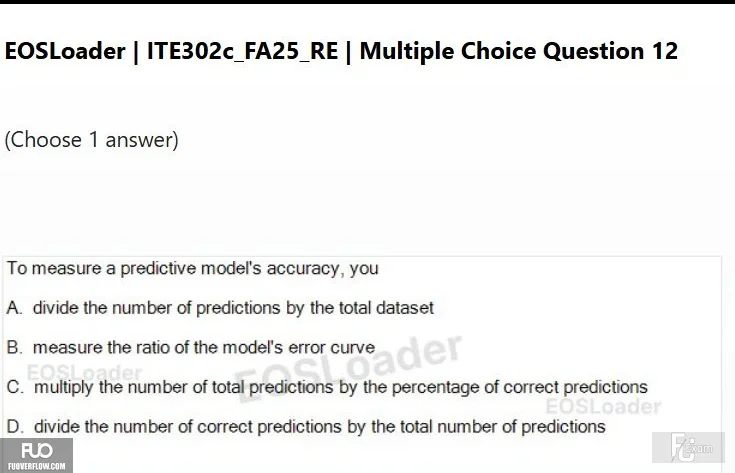 EOSLoader | ITE302c_FA25_RE | Multiple Choice Question 12
(Choose 1 answer)
To measure a predictive model's accuracy, you
A. divide the number of predictions by the total dataset
B. measure the ratio of the model's error curve
EOSLoader
EOSLoader
C. multiply the number of total predictions by the percentage of correct predictions
EOSLoader
D. divide the number of correct predictions by the total number of predictions
FUO
FUOVERFLOW.COM
Exam